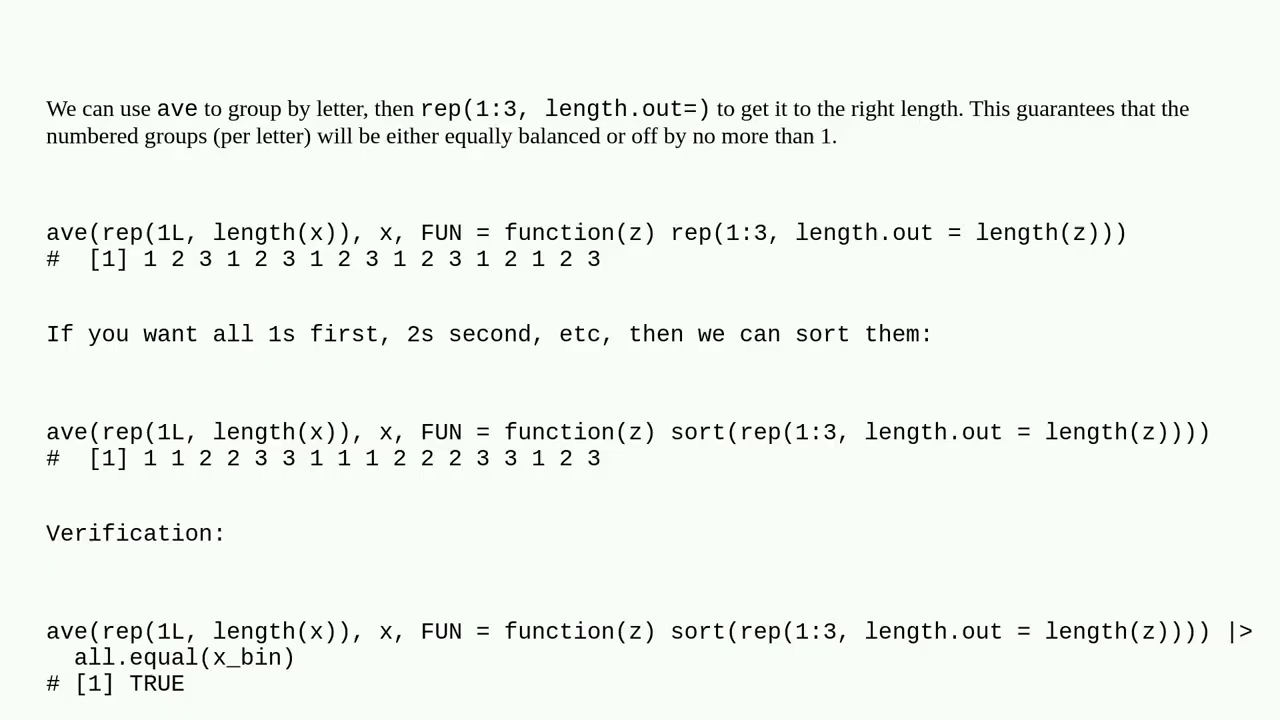 We can use ave to group by letter, then rep(1:3, length.out=) to get it to the right length. This guarantees that the
numbered groups (per letter) will be either equally balanced or off by no more than 1.
ave(rep(1L, length(x)), x, FUN = function(z) rep(1:3, length.out = length(z)))
#  [1] 1 2 3 1 2 3 1 2 3 1 2 3 1 2 1 2 3
If you want all 1s first, 2s second, etc, then we can sort them:
ave(rep(1L, length(x)), x, FUN = function(z) sort(rep(1:3, length.out = length(z))))
#  [1] 1 1 2 2 3 3 1 1 1 2 2 2 3 3 1 2 3
Verification:
ave(rep(1L, length(x)), x, FUN = function(z) sort(rep(1:3, length.out = length(z)))) |>
  all.equal(x_bin)
# [1] TRUE